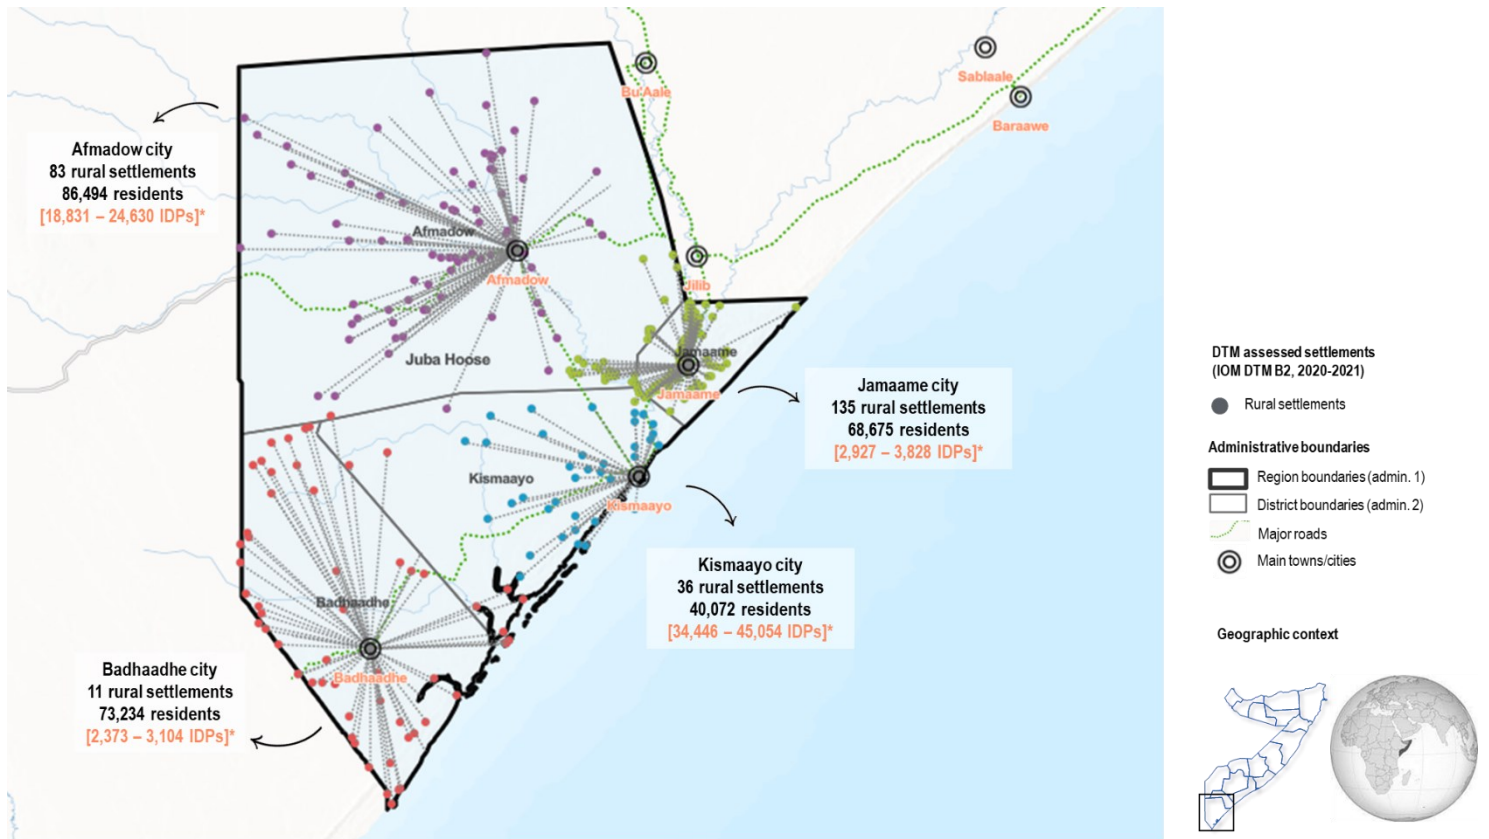 Sablaale
Bu'Aale
Baraawe
Afmadow city
83 rural settlements
86,494 residents
[18,831 – 24,630 IDPs]*
Afmadow
Afmadow
Jilib
Juba Hoose
Jamaame
Jamaame
Jamaame city
135 rural settlements
68,675 residents
[2,927 – 3,828 IDPs]*
Kismaayo
Kismaayo
Kismaayo city
36 rural settlements
40,072 residents
[34,446 – 45,054 IDPs]*
Badhaadhe
Badhaadhe
Badhaadhe city
11 rural settlements
73,234 residents
[2,373 – 3,104 IDPs]*
DTM assessed settlements
(IOM DTM B2, 2020-2021)
Rural settlements
Administrative boundaries
Region boundaries (admin. 1)
District boundaries (admin. 2)
Major roads
Main towns/cities
Geographic context